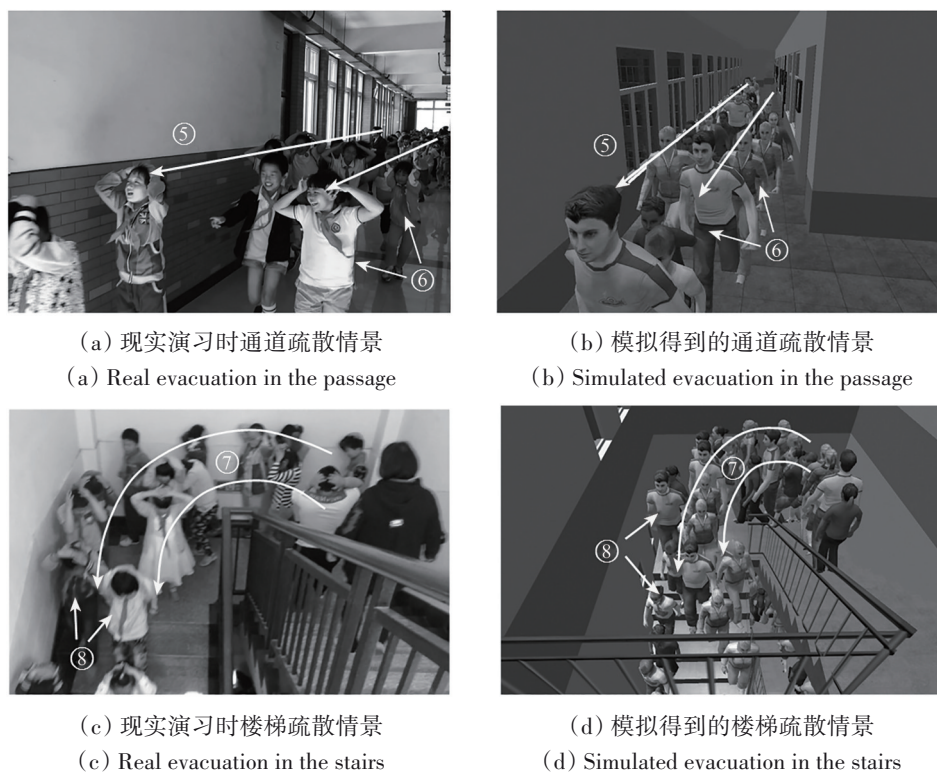 ⑤
⑥
⑤
⑥
(a) 现实演习时通道疏散情景
(a) Real evacuation in the passage
(b) 模拟得到的通道疏散情景
(b) Simulated evacuation in the passage
⑦
⑧
⑦
⑧
(c) 现实演习时楼梯疏散情景
(c) Real evacuation in the stairs
(d) 模拟得到的楼梯疏散情景
(d) Simulated evacuation in the stairs